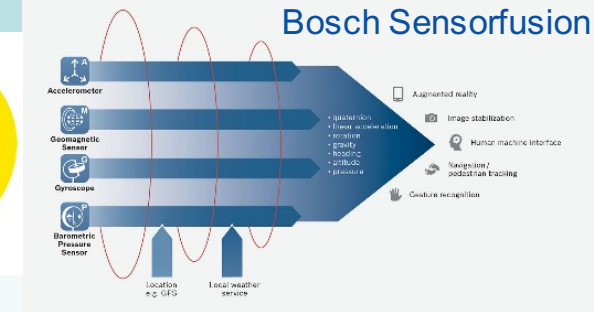 Bosch Sensorfusion
A
Accelerometer
M
Geomagnetic
Sensor
G
Gyroscope
P
Barometric
Pressure
Sensor
Location
e.g. GPS
Local weather
service
• quaternion
• linear acceleration
• rotation
• gravity
• heading
• altitude
• pressure
Augmented reality
Image stabilization
Human machine interface
Navigation /
pedestrian tracking
Gesture recognition